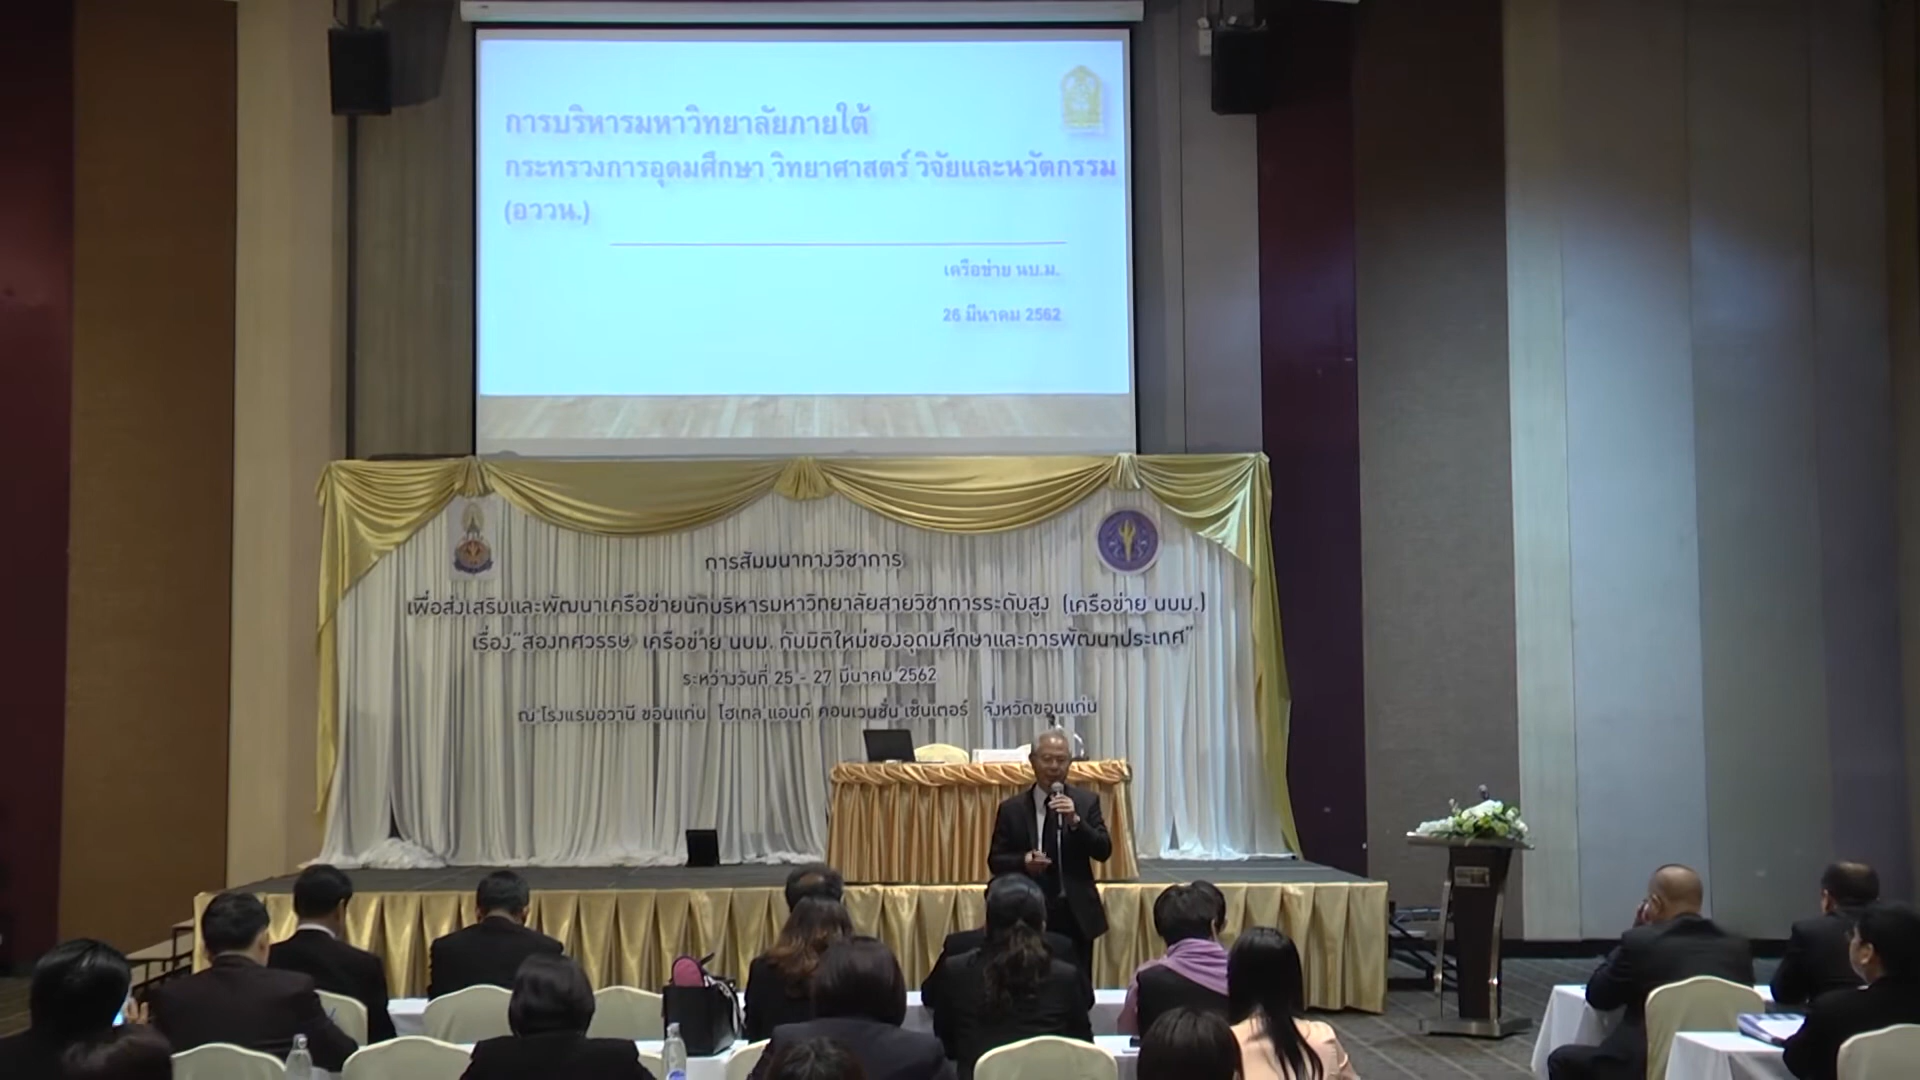 การบริหารมหาวิทยาลัยภายใต้
กระทรวงการอุดมศึกษา วิทยาศาสตร์ วิจัยและนวัตกรรม
(อววน.)
เครือข่าย นบ.ม.
26 มีนาคม 2562
การสัมมนาทางวิชาการ
เพื่อส่งเสริมและพัฒนาเครือข่ายนักบริหารมหาวิทยาลัยสายวิชาการระดับสูง (เครือข่าย นบม.)
เรื่อง"สองทศวรรษ เครือข่าย นบม. กับมิติใหม่ของอุดมศึกษาและการพัฒนาประเทศ"
ระหว่างวันที่ 25 - 27 มีนาคม 2562
ณ โรงแรมอวานี ขอนแก่น โฮเทล แอนด์ คอนเวนชั่น เซ็นเตอร์ จังหวัดขอนแก่น